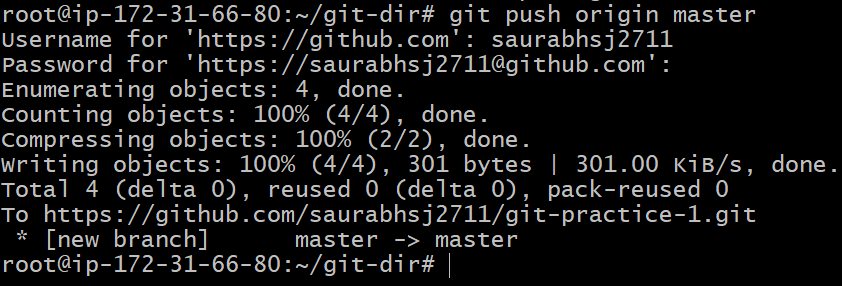 root@ip-172-31-66-80:~/git-dir# git push origin master
Username for 'https://github.com': saurabhsj2711
Password for 'https://saurabhsj2711@github.com':
Enumerating objects: 4, done.
Counting objects: 100% (4/4), done.
Compressing objects: 100% (2/2), done.
Writing objects: 100% (4/4), 301 bytes | 301.00 KiB/s, done.
Total 4 (delta 0), reused 0 (delta 0), pack-reused 0
To https://github.com/saurabhsj2711/git-practice-1.git
 * [new branch]      master -> master
root@ip-172-31-66-80:~/git-dir#